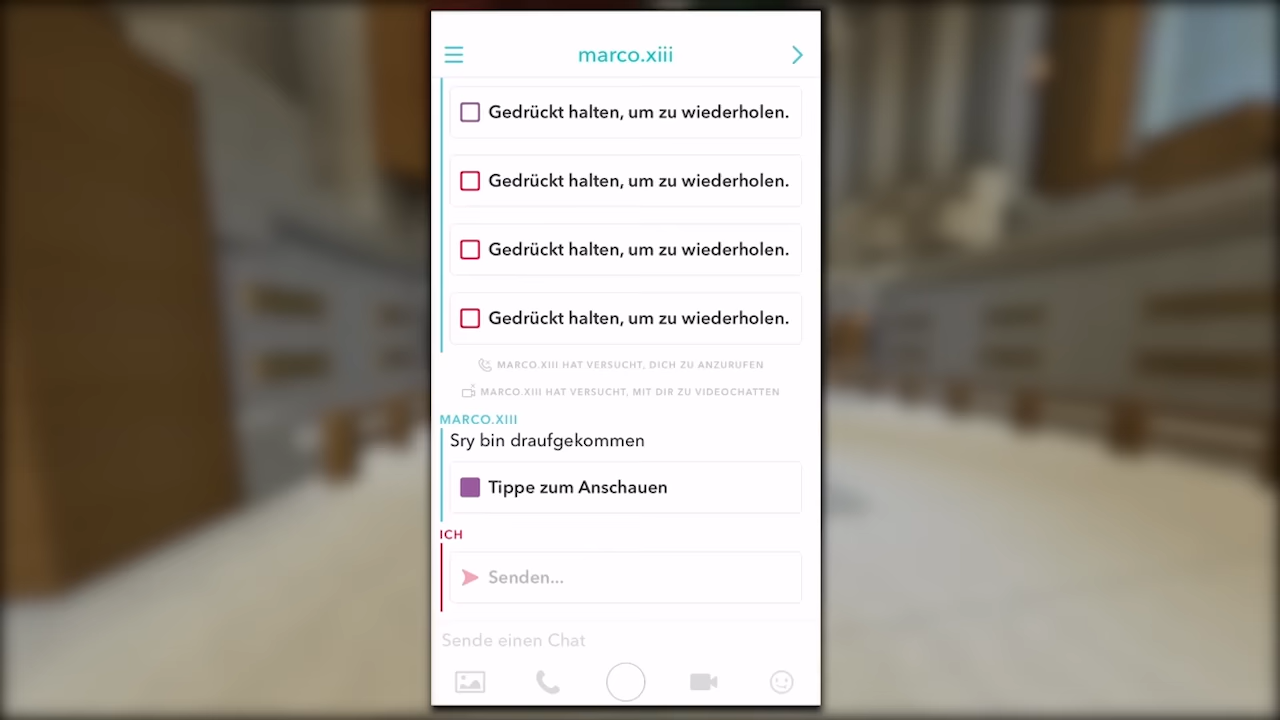 marco.xiii
Gedrückt halten, um zu wiederholen.
Gedrückt halten, um zu wiederholen.
Gedrückt halten, um zu wiederholen.
Gedrückt halten, um zu wiederholen.
MARCO.XIII HAT VERSUCHT, DICH ZU ANZURUFEN
MARCO.XIII HAT VERSUCHT, MIT DIR ZU VIDEOCHATTEN
MARCO.XIII
Sry bin draufgekommen
Tippe zum Anschauen
ICH
Senden...
Sende einen Chat